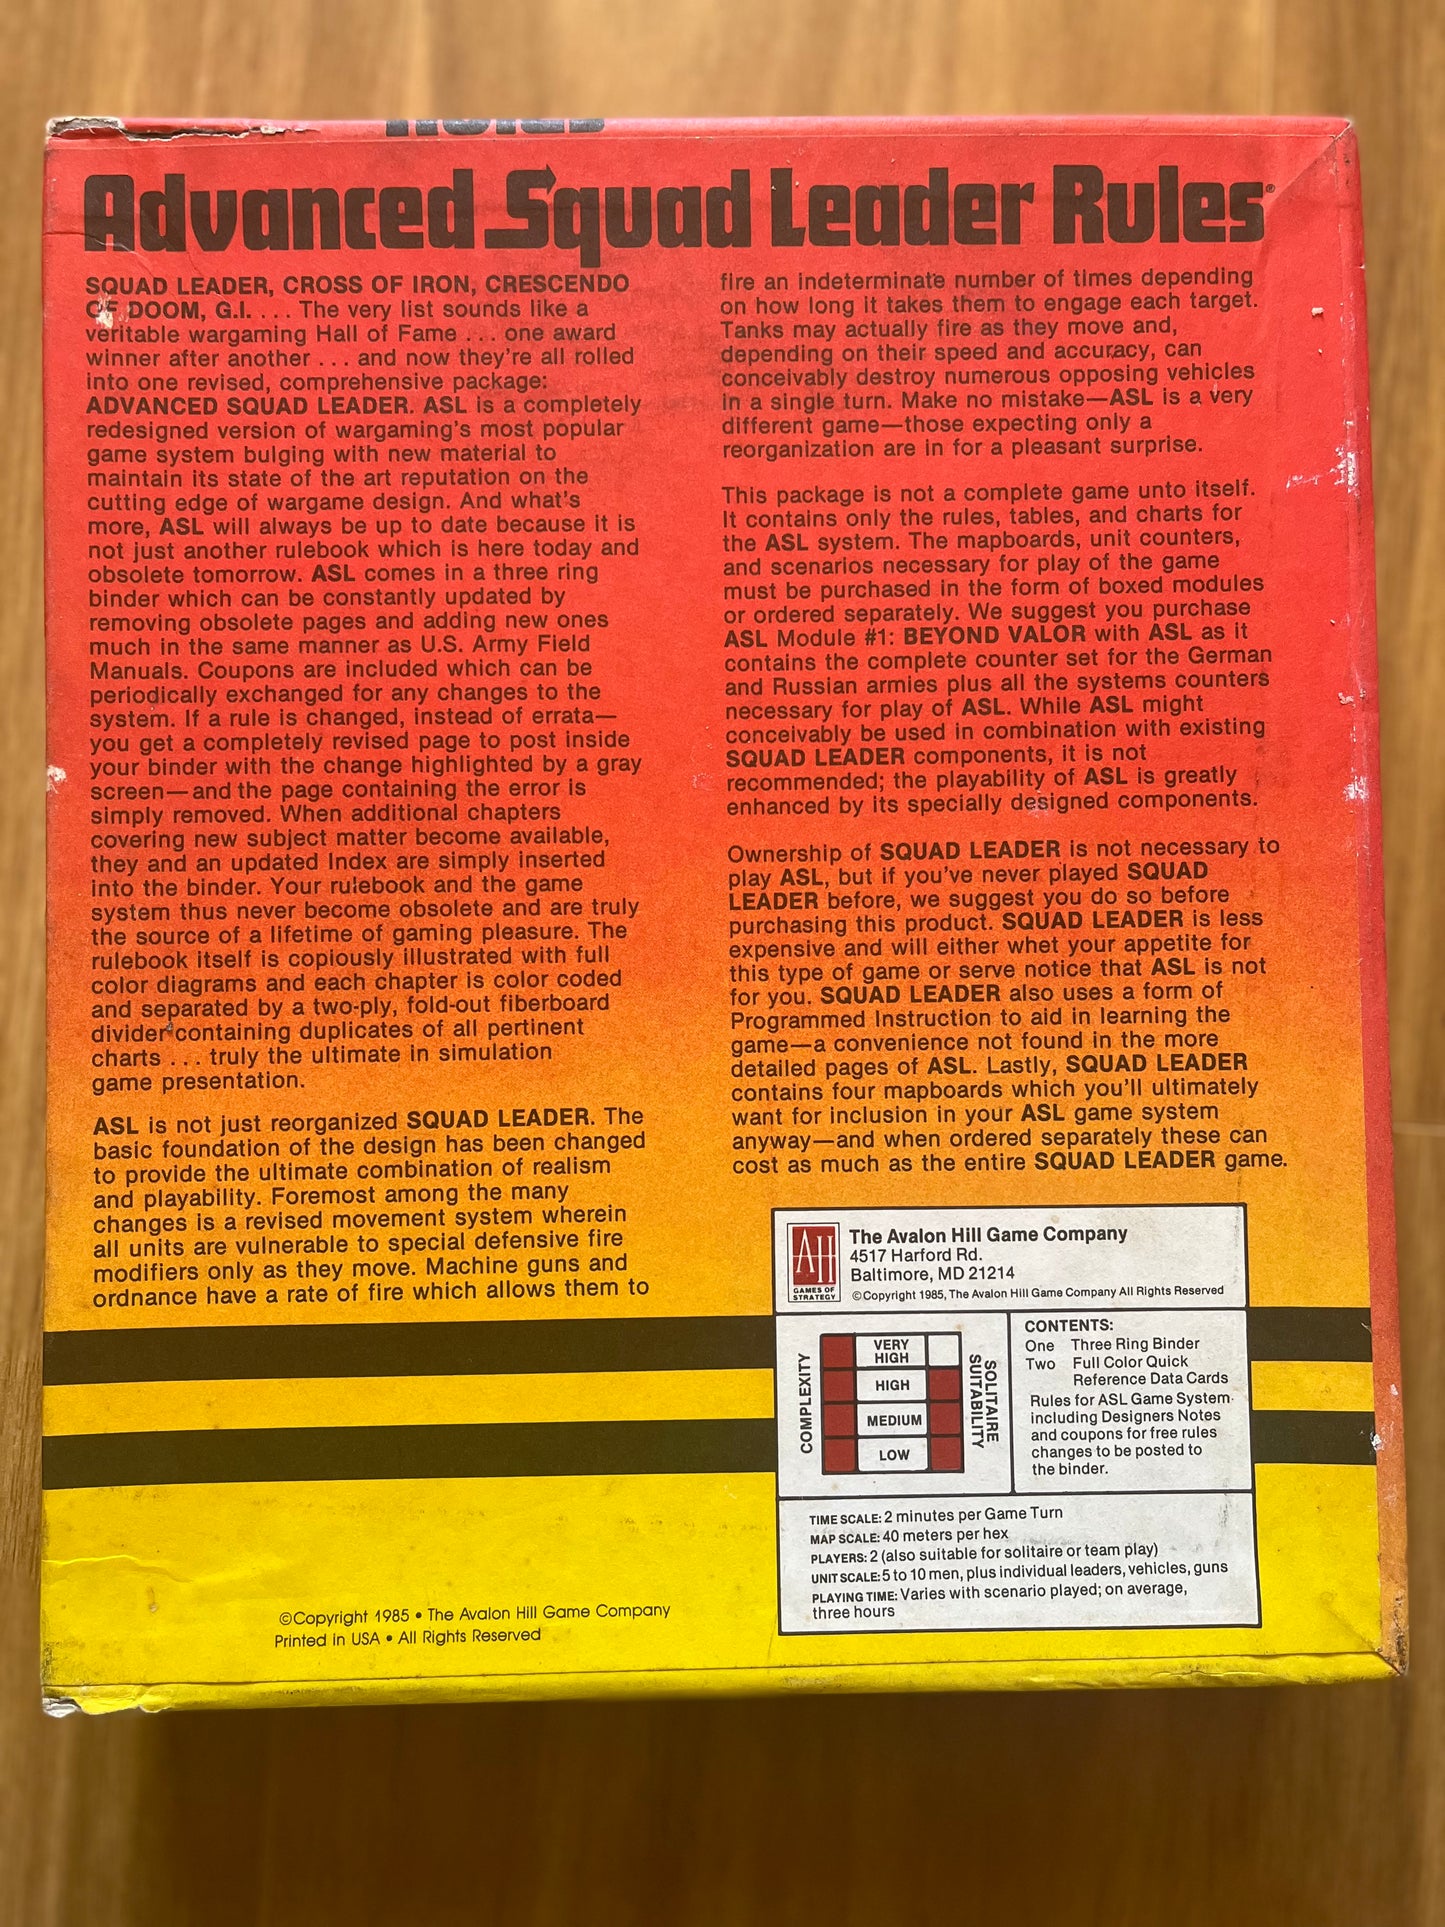 Rules
Advanced Squad Leader Rules®
SQUAD LEADER, CROSS OF IRON, CRESCENDO
OF DOOM, G.I. . . . The very list sounds like a
veritable wargaming Hall of Fame . . . one award
winner after another . . . and now they're all rolled
into one revised, comprehensive package:
ADVANCED SQUAD LEADER. ASL is a completely
redesigned version of wargaming's most popular
game system bulging with new material to
maintain its state of the art reputation on the
cutting edge of wargame design. And what's
more, ASL will always be up to date because it is
not just another rulebook which is here today and
obsolete tomorrow. ASL comes in a three ring
binder which can be constantly updated by
removing obsolete pages and adding new ones
much in the same manner as U.S. Army Field
Manuals. Coupons are included which can be
periodically exchanged for any changes to the
system. If a rule is changed, instead of errata—
you get a completely revised page to post inside
your binder with the change highlighted by a gray
screen—and the page containing the error is
simply removed. When additional chapters
covering new subject matter become available,
they and an updated Index are simply inserted
into the binder. Your rulebook and the game
system thus never become obsolete and are truly
the source of a lifetime of gaming pleasure. The
rulebook itself is copiously illustrated with full
color diagrams and each chapter is color coded
and separated by a two-ply, fold-out fiberboard
divider containing duplicates of all pertinent
charts . . . truly the ultimate in simulation
game presentation.
ASL is not just reorganized SQUAD LEADER. The
basic foundation of the design has been changed
to provide the ultimate combination of realism
and playability. Foremost among the many
changes is a revised movement system wherein
all units are vulnerable to special defensive fire
modifiers only as they move. Machine guns and
ordnance have a rate of fire which allows them to
fire an indeterminate number of times depending
on how long it takes them to engage each target.
Tanks may actually fire as they move and,
depending on their speed and accuracy, can
conceivably destroy numerous opposing vehicles
in a single turn. Make no mistake—ASL is a very
different game—those expecting only a
reorganization are in for a pleasant surprise.
This package is not a complete game unto itself.
It contains only the rules, tables, and charts for
the ASL system. The mapboards, unit counters,
and scenarios necessary for play of the game
must be purchased in the form of boxed modules
or ordered separately. We suggest you purchase
ASL Module #1: BEYOND VALOR with ASL as it
contains the complete counter set for the German
and Russian armies plus all the systems counters
necessary for play of ASL. While ASL might
conceivably be used in combination with existing
SQUAD LEADER components, it is not
recommended; the playability of ASL is greatly
enhanced by its specially designed components.
Ownership of SQUAD LEADER is not necessary to
play ASL, but if you've never played SQUAD
LEADER before, we suggest you do so before
purchasing this product. SQUAD LEADER is less
expensive and will either whet your appetite for
this type of game or serve notice that ASL is not
for you. SQUAD LEADER also uses a form of
Programmed Instruction to aid in learning the
game—a convenience not found in the more
detailed pages of ASL. Lastly, SQUAD LEADER
contains four mapboards which you'll ultimately
want for inclusion in your ASL game system
anyway—and when ordered separately these can
cost as much as the entire SQUAD LEADER game.
AH
GAMES OF
STRATEGY
The Avalon Hill Game Company
4517 Harford Rd.
Baltimore, MD 21214
©Copyright 1985, The Avalon Hill Game Company All Rights Reserved
COMPLEXITY
VERY
HIGH
HIGH
MEDIUM
LOW
SOLITAIRE
SUITABILITY
CONTENTS:
One Three Ring Binder
Two Full Color Quick
Reference Data Cards
Rules for ASL Game System
including Designers Notes
and coupons for free rules
changes to be posted to
the binder.
TIME SCALE: 2 minutes per Game Turn
MAP SCALE: 40 meters per hex
PLAYERS: 2 (also suitable for solitaire or team play)
UNIT SCALE: 5 to 10 men, plus individual leaders, vehicles, guns
PLAYING TIME: Varies with scenario played; on average,
three hours
©Copyright 1985 • The Avalon Hill Game Company
Printed in USA • All Rights Reserved